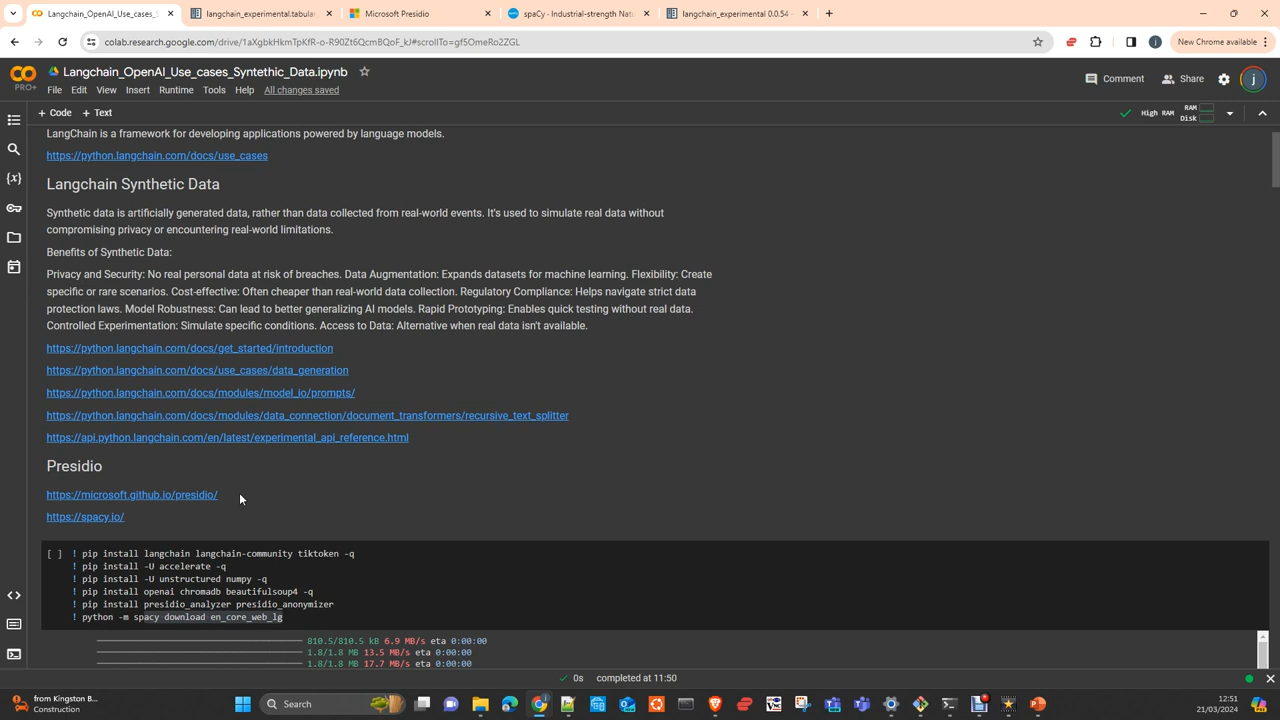 Langchain_OpenAI_Use_cases_S
langchain_experimental.tabular
Microsoft Presidio
spaCy · Industrial-strength Natu
langchain_experimental 0.0.54
colab.research.google.com/drive/1aXgbkHkmTpKfR-o-R90Zt6QcmBQoF_kJ#scrollTo=gf5OmeRo2ZGL
New Chrome available
PRO+
Langchain_OpenAI_Use_cases_Syntethic_Data.ipynb
File Edit View Insert Runtime Tools Help All changes saved
Comment Share j
+ Code + Text
High RAM RAM Disk
LangChain is a framework for developing applications powered by language models.
https://python.langchain.com/docs/use_cases
Langchain Synthetic Data
Synthetic data is artificially generated data, rather than data collected from real-world events. It's used to simulate real data without
compromising privacy or encountering real-world limitations.
Benefits of Synthetic Data:
Privacy and Security: No real personal data at risk of breaches. Data Augmentation: Expands datasets for machine learning. Flexibility: Create
specific or rare scenarios. Cost-effective: Often cheaper than real-world data collection. Regulatory Compliance: Helps navigate strict data
protection laws. Model Robustness: Can lead to better generalizing AI models. Rapid Prototyping: Enables quick testing without real data.
Controlled Experimentation: Simulate specific conditions. Access to Data: Alternative when real data isn't available.
https://python.langchain.com/docs/get_started/introduction
https://python.langchain.com/docs/use_cases/data_generation
https://python.langchain.com/docs/modules/model_io/prompts/
https://python.langchain.com/docs/modules/data_connection/document_transformers/recursive_text_splitter
https://api.python.langchain.com/en/latest/experimental_api_reference.html
Presidio
https://microsoft.github.io/presidio/
https://spacy.io/
[ ] ! pip install langchain langchain-community tiktoken -q
! pip install -U accelerate -q
! pip install -U unstructured numpy -q
! pip install openai chromadb beautifulsoup4 -q
! pip install presidio_analyzer presidio_anonymizer
! python -m spacy download en_core_web_lg
810.5/810.5 kB 6.9 MB/s eta 0:00:00
1.8/1.8 MB 13.5 MB/s eta 0:00:00
1.8/1.8 MB 17.7 MB/s eta 0:00:00
0s completed at 11:50
from Kingston B...
Construction
Search
12:51
21/03/2024